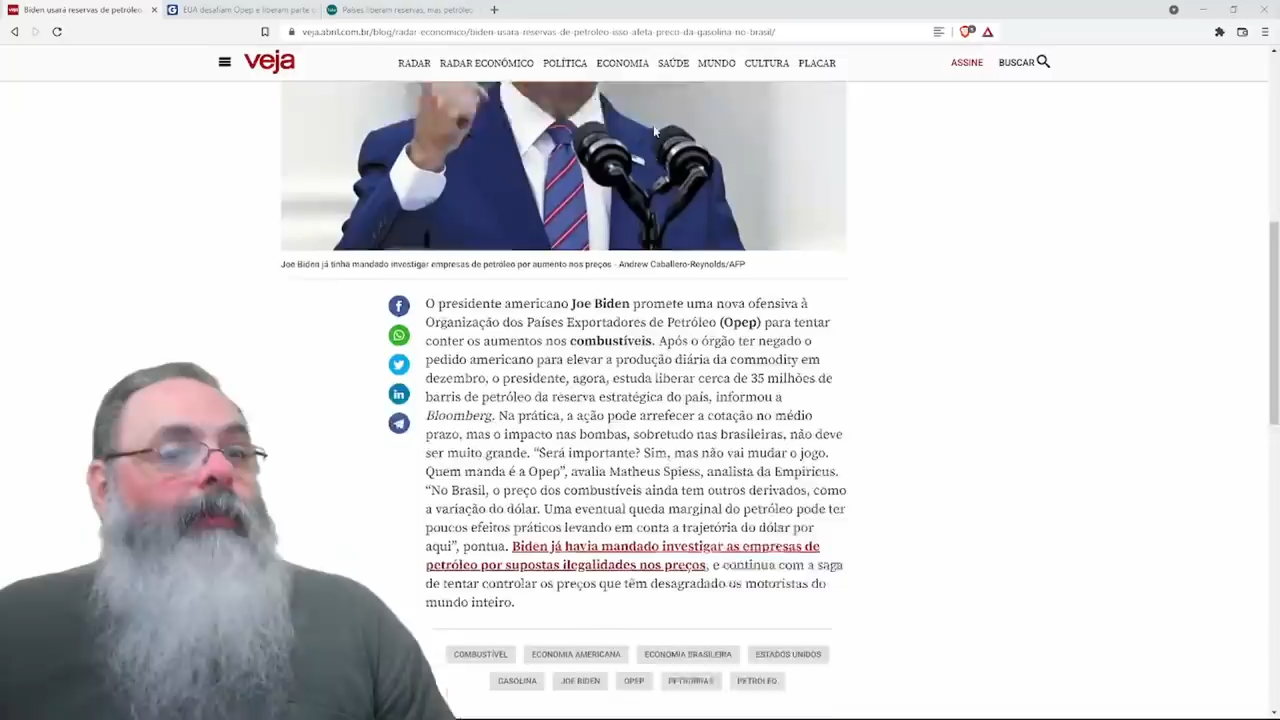 Biden usará reservas de petróleo,
EUA desafiam Opep e liberam parte
Países liberam reservas, mas petróleo
veja.abril.com.br/blog/radar-economico/biden-usara-reservas-de-petroleo-isso-afeta-preco-da-gasolina-no-brasil/
veja
RADAR RADAR ECONÔMICO POLÍTICA ECONOMIA SAÚDE MUNDO CULTURA PLACAR
ASSINE BUSCAR
Joe Biden já tinha mandado investigar empresas de petróleo por aumento nos preços - Andrew Caballero-Reynolds/AFP
O presidente americano Joe Biden promete uma nova ofensiva à
Organização dos Países Exportadores de Petróleo (Opep) para tentar
conter os aumentos nos combustíveis. Após o órgão ter negado o
pedido americano para elevar a produção diária da commodity em
dezembro, o presidente, agora, estuda liberar cerca de 35 milhões de
barris de petróleo da reserva estratégica do país, informou a
Bloomberg. Na prática, a ação pode arrefecer a cotação no médio
prazo, mas o impacto nas bombas, sobretudo nas brasileiras, não deve
ser muito grande. “Será importante? Sim, mas não vai mudar o jogo.
Quem manda é a Opep”, avalia Matheus Spiess, analista da Empiricus.
“No Brasil, o preço dos combustíveis ainda tem outros derivados, como
a variação do dólar. Uma eventual queda marginal do petróleo pode ter
poucos efeitos práticos levando em conta a trajetória do dólar por
aqui”, pontua. Biden já havia mandado investigar as empresas de
petróleo por supostas ilegalidades nos preços, e continua com a saga
de tentar controlar os preços que têm desagradado os motoristas do
mundo inteiro.
COMBUSTÍVEL ECONOMIA AMERICANA ECONOMIA BRASILEIRA ESTADOS UNIDOS
GASOLINA JOE BIDEN OPEP PETROBRAS PETRÓLEO